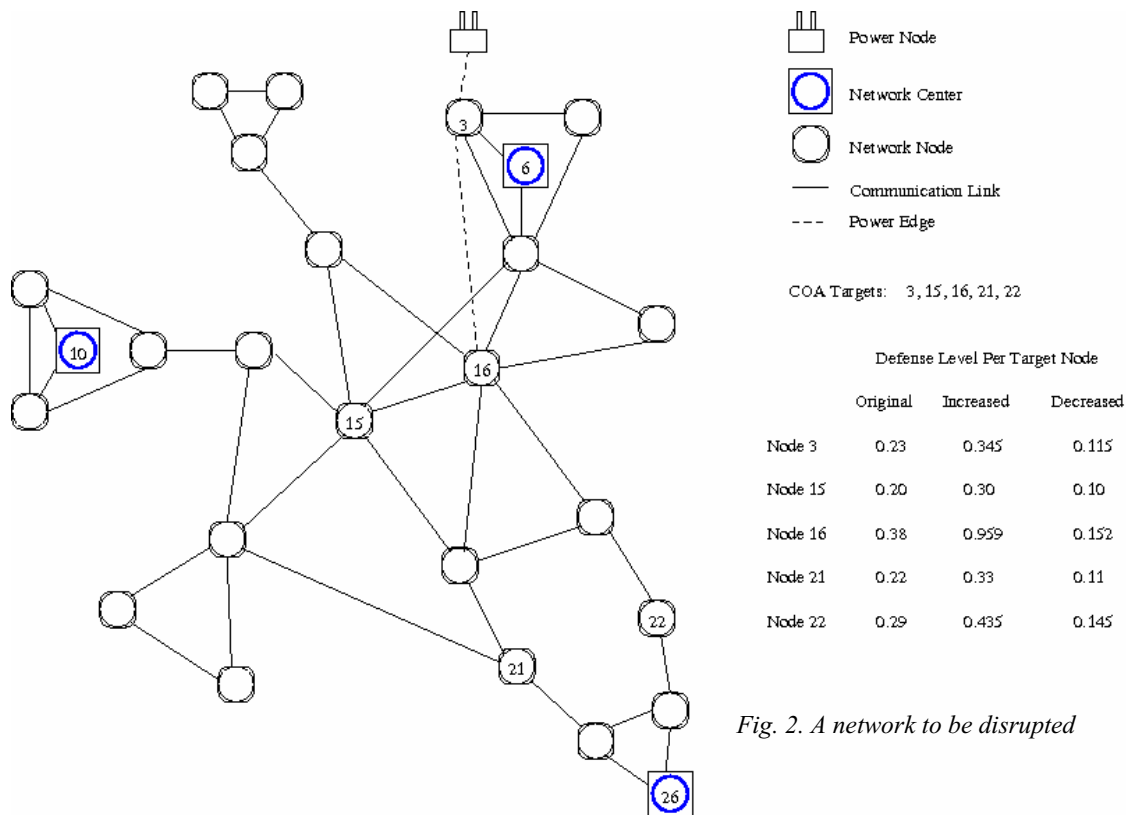 Power Node
Network Center
3
Network Node
6
Communication Link
Power Edge
COA Targets: 3, 15, 16, 21, 22
10
16
Defense Level Per Target Node
Original Increased Decreased
15
Node 3 0.23 0.345 0.115
Node 15 0.20 0.30 0.10
Node 16 0.38 0.959 0.152
Node 21 0.22 0.33 0.11
Node 22 0.29 0.435 0.145
22
21
Fig. 2. A network to be disrupted
26